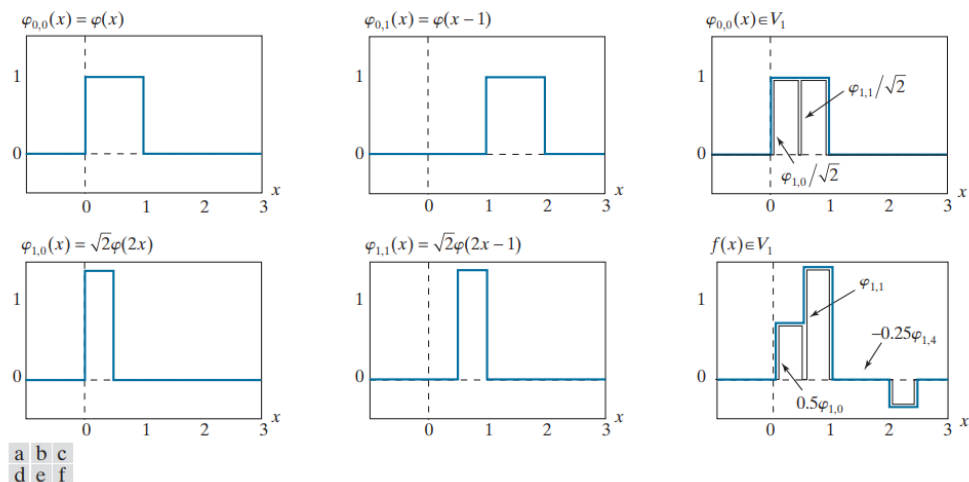 φ₀,₀(x) = φ(x)
φ₀,₁(x) = φ(x − 1)
φ₀,₀(x) ∈ V₁
1
0
0 1 2 3 x
1
0
0 1 2 3 x
1
0
φ₁,₁/√2
φ₁,₀/√2
0 1 2 3 x
φ₁,₀(x) = √2φ(2x)
φ₁,₁(x) = √2φ(2x − 1)
f(x) ∈ V₁
1
0
0 1 2 3 x
1
0
0 1 2 3 x
1
0
φ₁,₁
−0.25φ₁,₄
0.5φ₁,₀
0 1 2 3 x
a b c
d e f